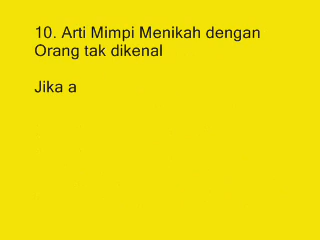 10. Arti Mimpi Menikah dengan
Orang tak dikenal
Jika a